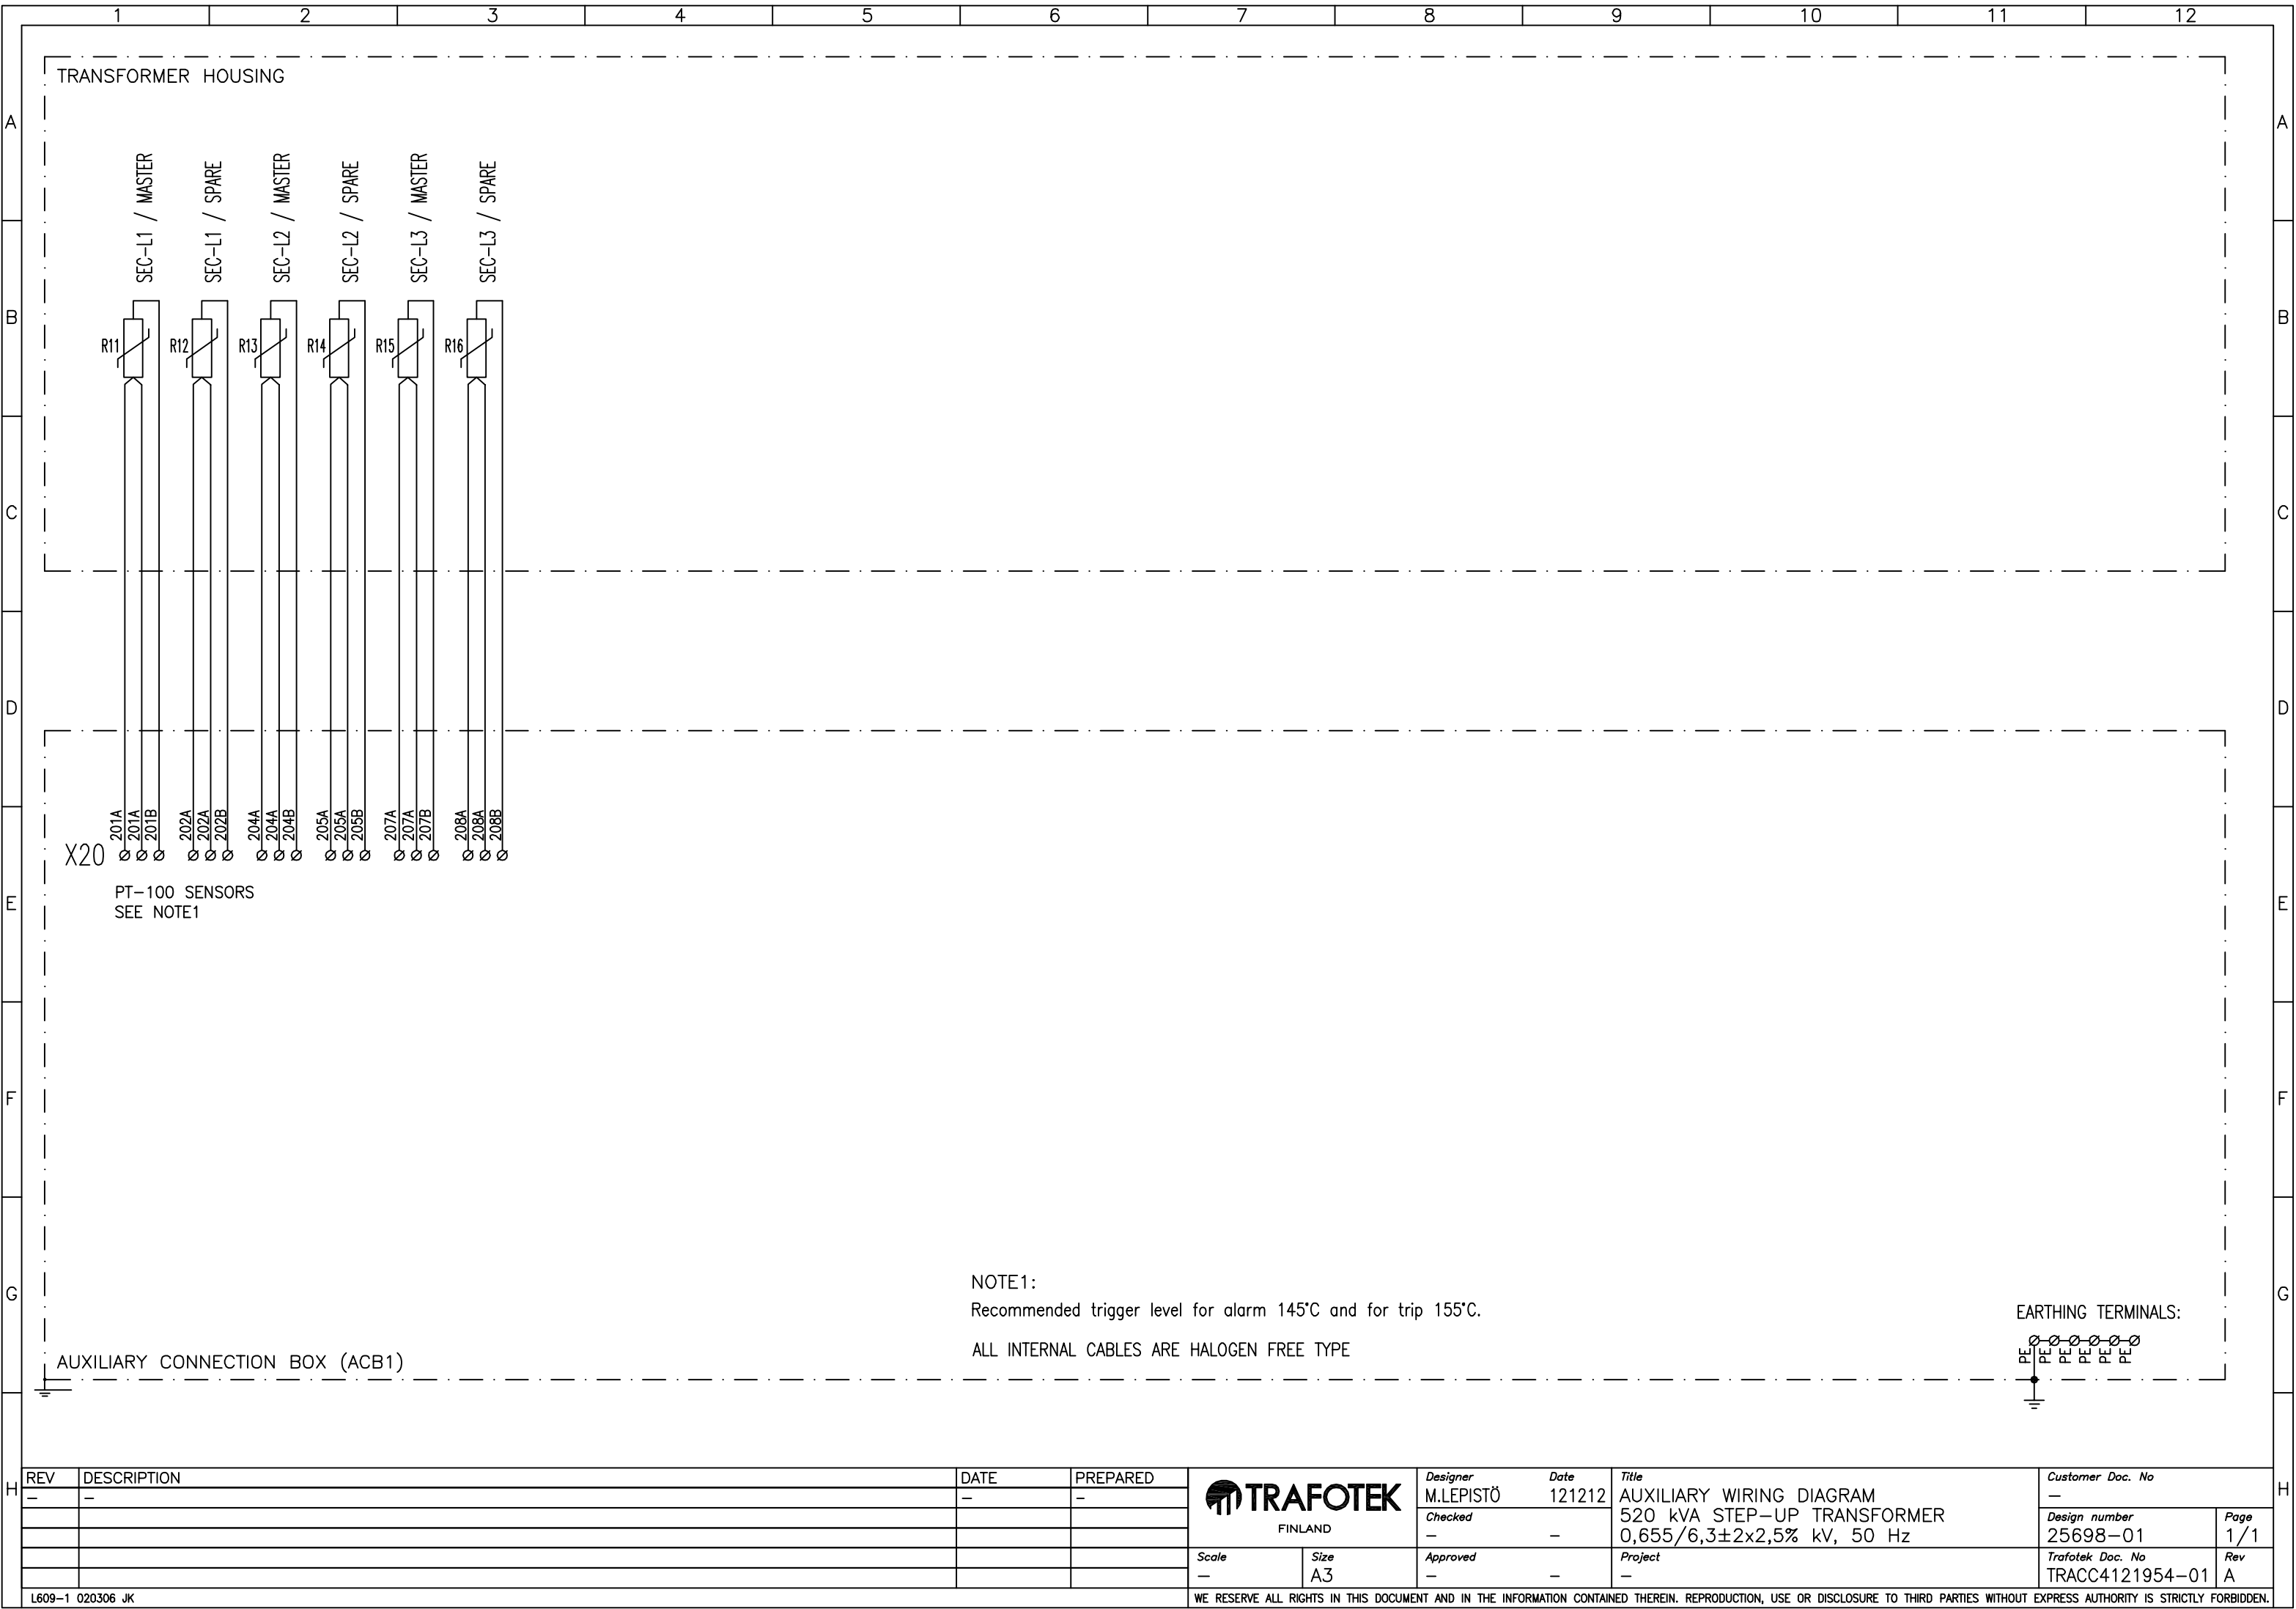 1 2 3 4 5 6 7 8 9 10 11 12
TRANSFORMER HOUSING
A A
SEC-L1 / MASTER
SEC-L1 / SPARE
SEC-L2 / MASTER
SEC-L2 / SPARE
SEC-L3 / MASTER
SEC-L3 / SPARE
B B
R11 R12 R13 R14 R15 R16
C C
D D
201A 201A 201B 202A 202A 202B 204A 204A 204B 205A 205A 205B 207A 207A 207B 208A 208A 208B
X20
PT-100 SENSORS
SEE NOTE1
E E
F F
NOTE1:
G G
Recommended trigger level for alarm 145°C and for trip 155°C.
EARTHING TERMINALS:
ALL INTERNAL CABLES ARE HALOGEN FREE TYPE
PE PE PE PE PE PE
AUXILIARY CONNECTION BOX (ACB1)
H H
REV DESCRIPTION DATE PREPARED
- - - -
TRAFOTEK
FINLAND
Scale
-
Size
A3
Designer Date
M.LEPISTÖ 121212
Checked
- -
Approved
- -
Title
AUXILIARY WIRING DIAGRAM
520 kVA STEP-UP TRANSFORMER
0,655/6,3±2x2,5% kV, 50 Hz
Project
-
Customer Doc. No
-
Design number
25698-01
Page
1/1
Trafotek Doc. No
TRACC4121954-01
Rev
A
L609-1 020306 JK
WE RESERVE ALL RIGHTS IN THIS DOCUMENT AND IN THE INFORMATION CONTAINED THEREIN. REPRODUCTION, USE OR DISCLOSURE TO THIRD PARTIES WITHOUT EXPRESS AUTHORITY IS STRICTLY FORBIDDEN.